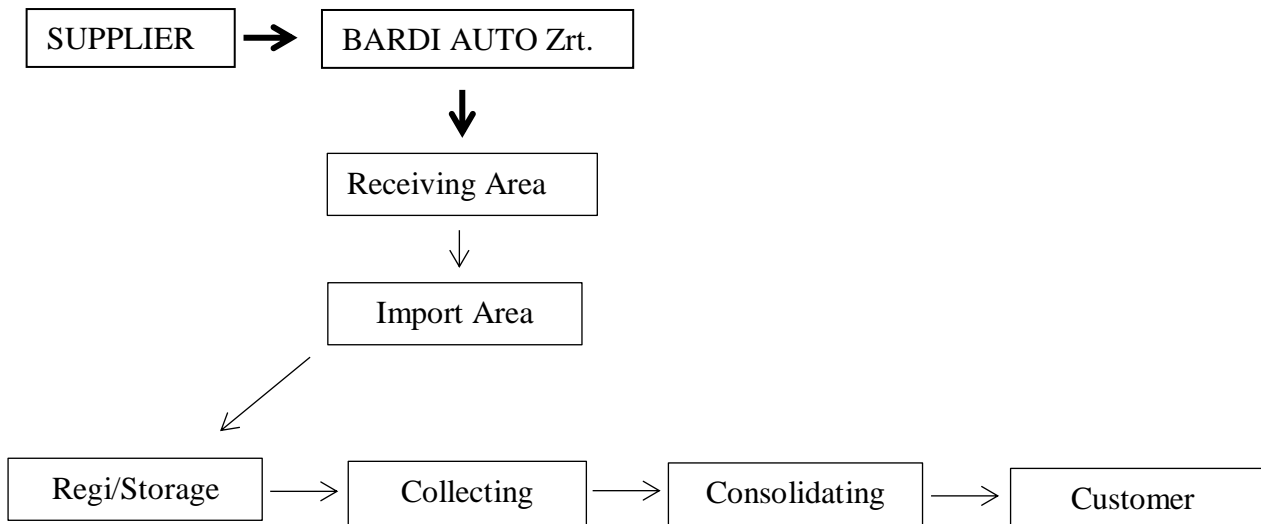 SUPPLIER
BARDI AUTO Zrt.
Receiving Area
Import Area
Regi/Storage
Collecting
Consolidating
Customer